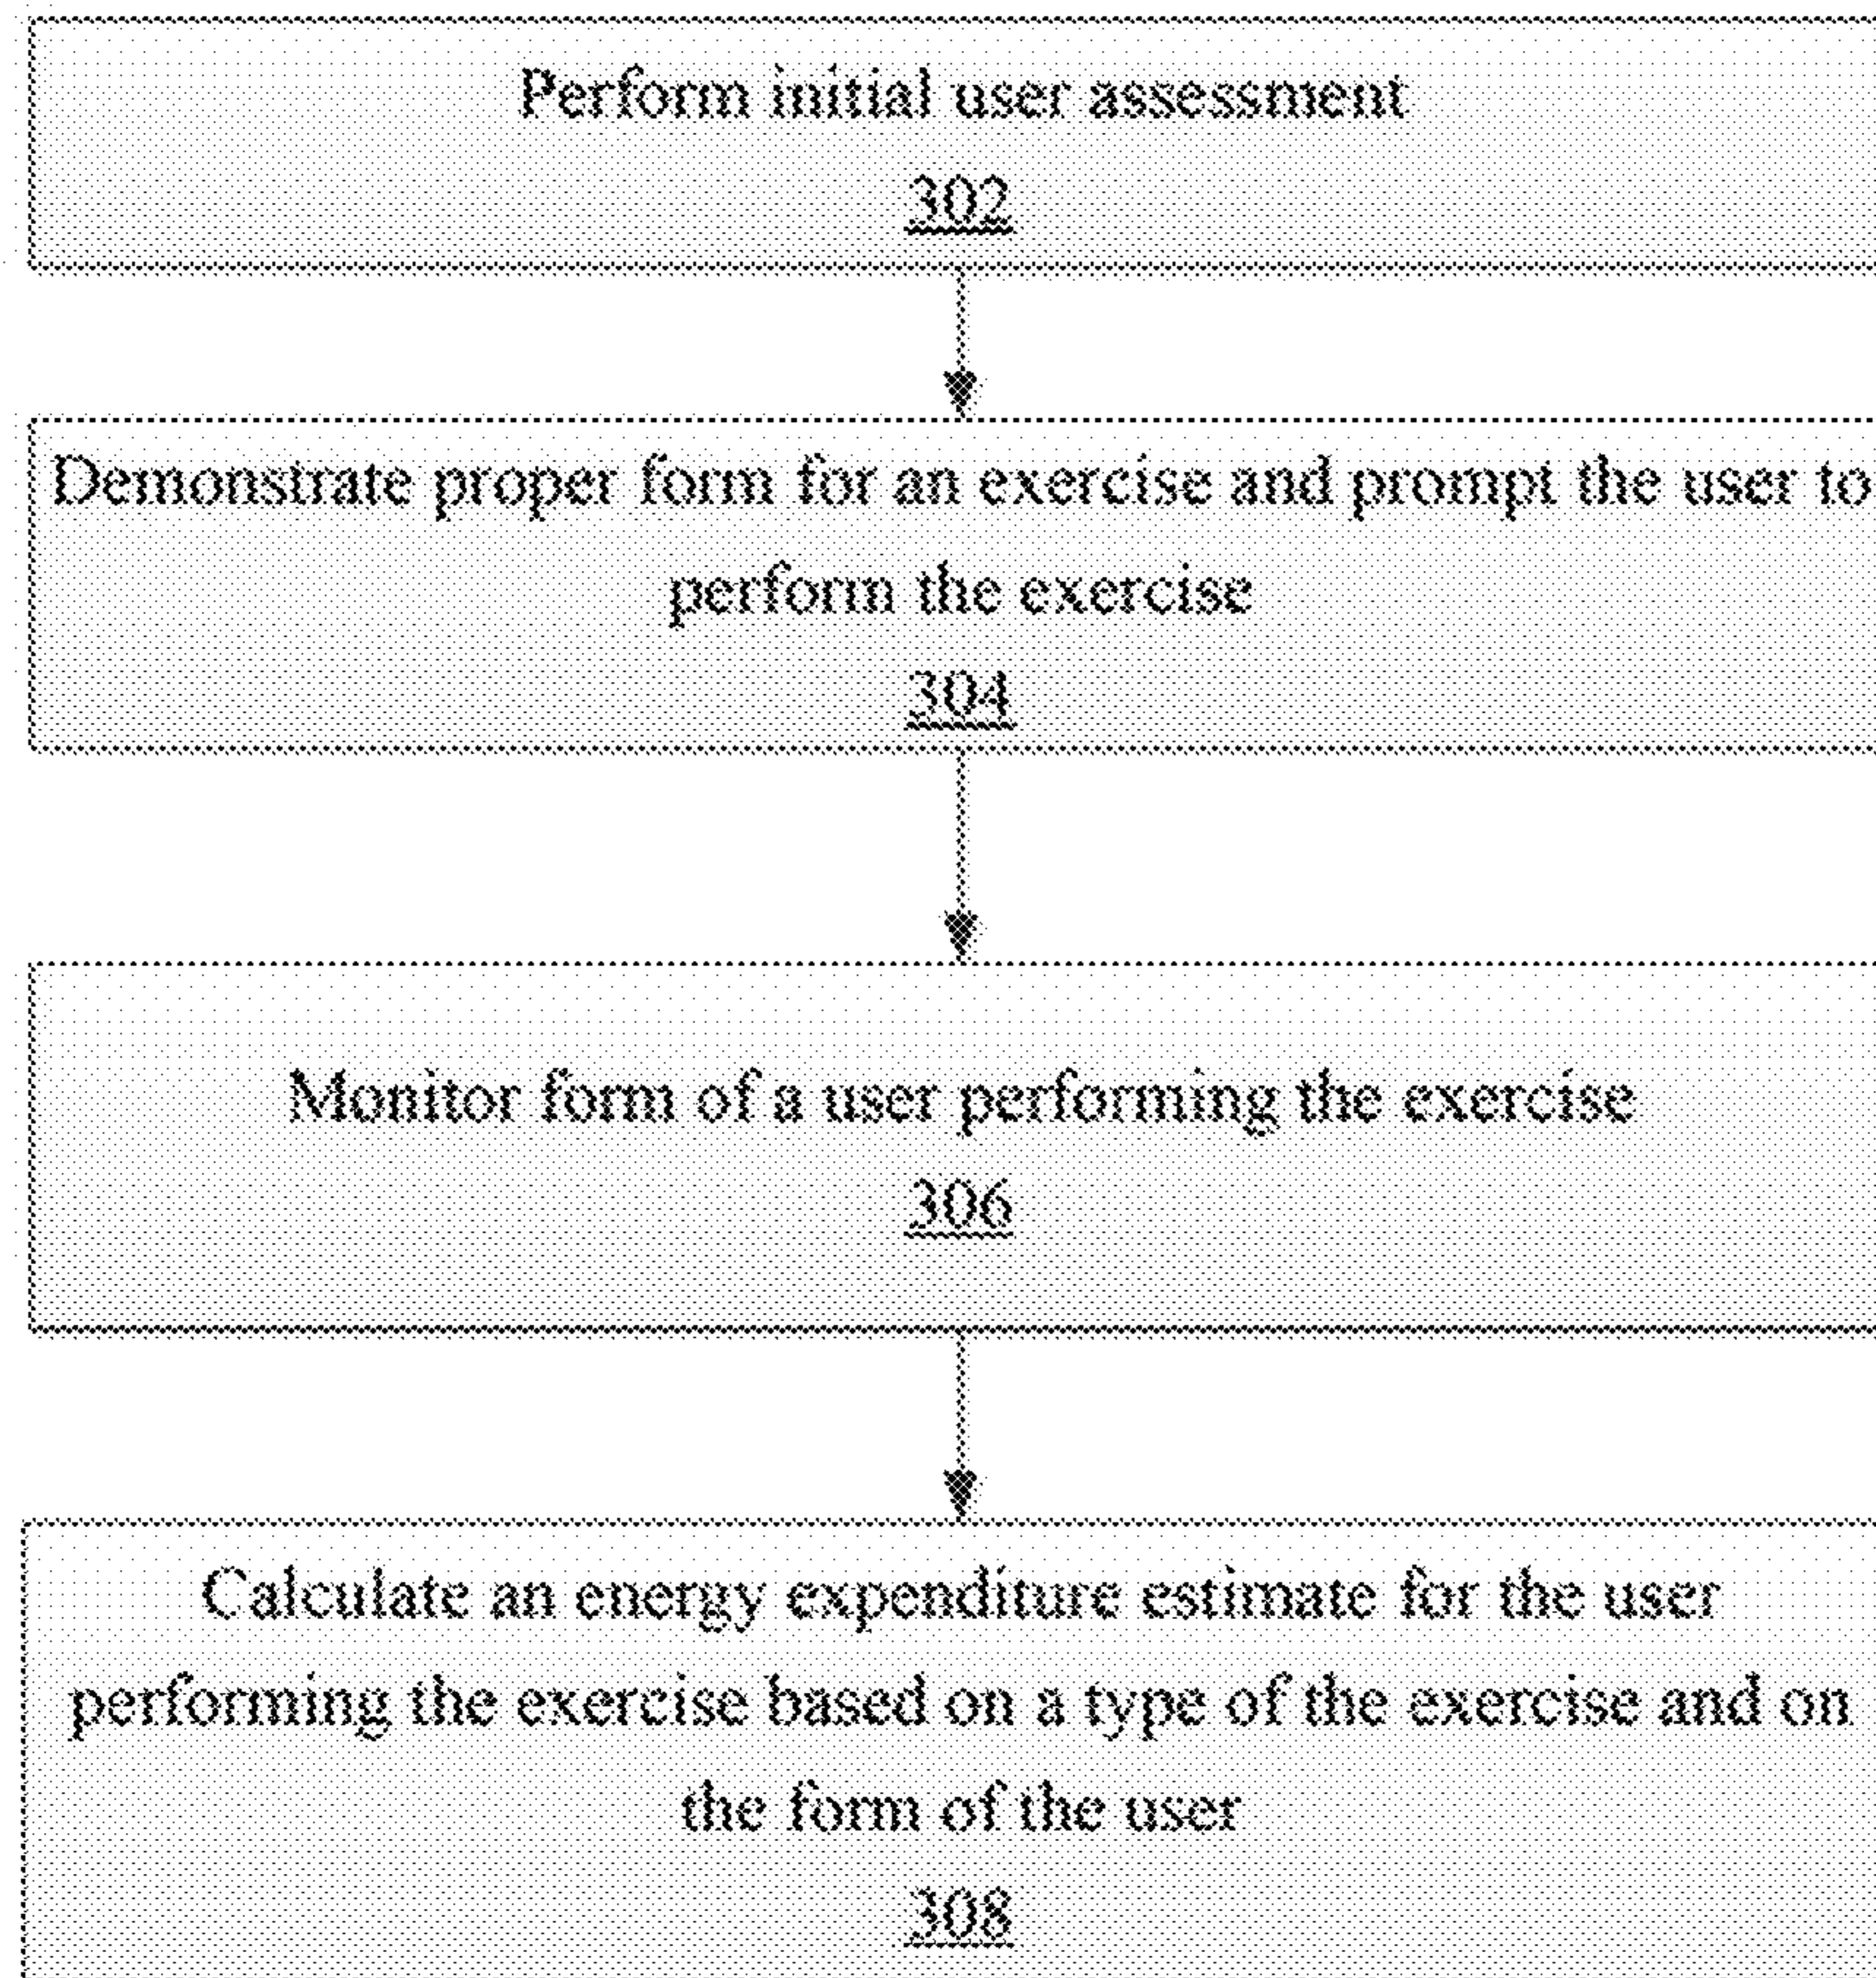 Perform initial user assessment
302
Demonstrate proper form for an exercise and prompt the user to
perform the exercise
304
Monitor form of a user performing the exercise
306
Calculate an energy expenditure estimate for the user
performing the exercise based on a type of the exercise and on
the form of the user
308